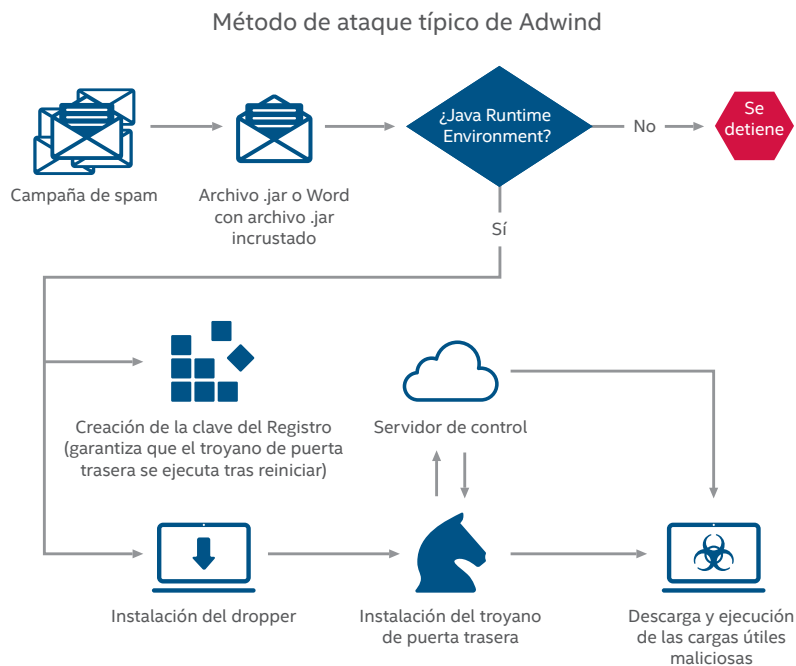 Método de ataque típico de Adwind
¿Java Runtime
Environment?
No
Se
detiene
Campaña de spam
Archivo .jar o Word
con archivo .jar
incrustado
Sí
Creación de la clave del Registro
(garantiza que el troyano de puerta
trasera se ejecuta tras reiniciar)
Servidor de control
Instalación del dropper
Instalación del troyano
de puerta trasera
Descarga y ejecución
de las cargas útiles
maliciosas